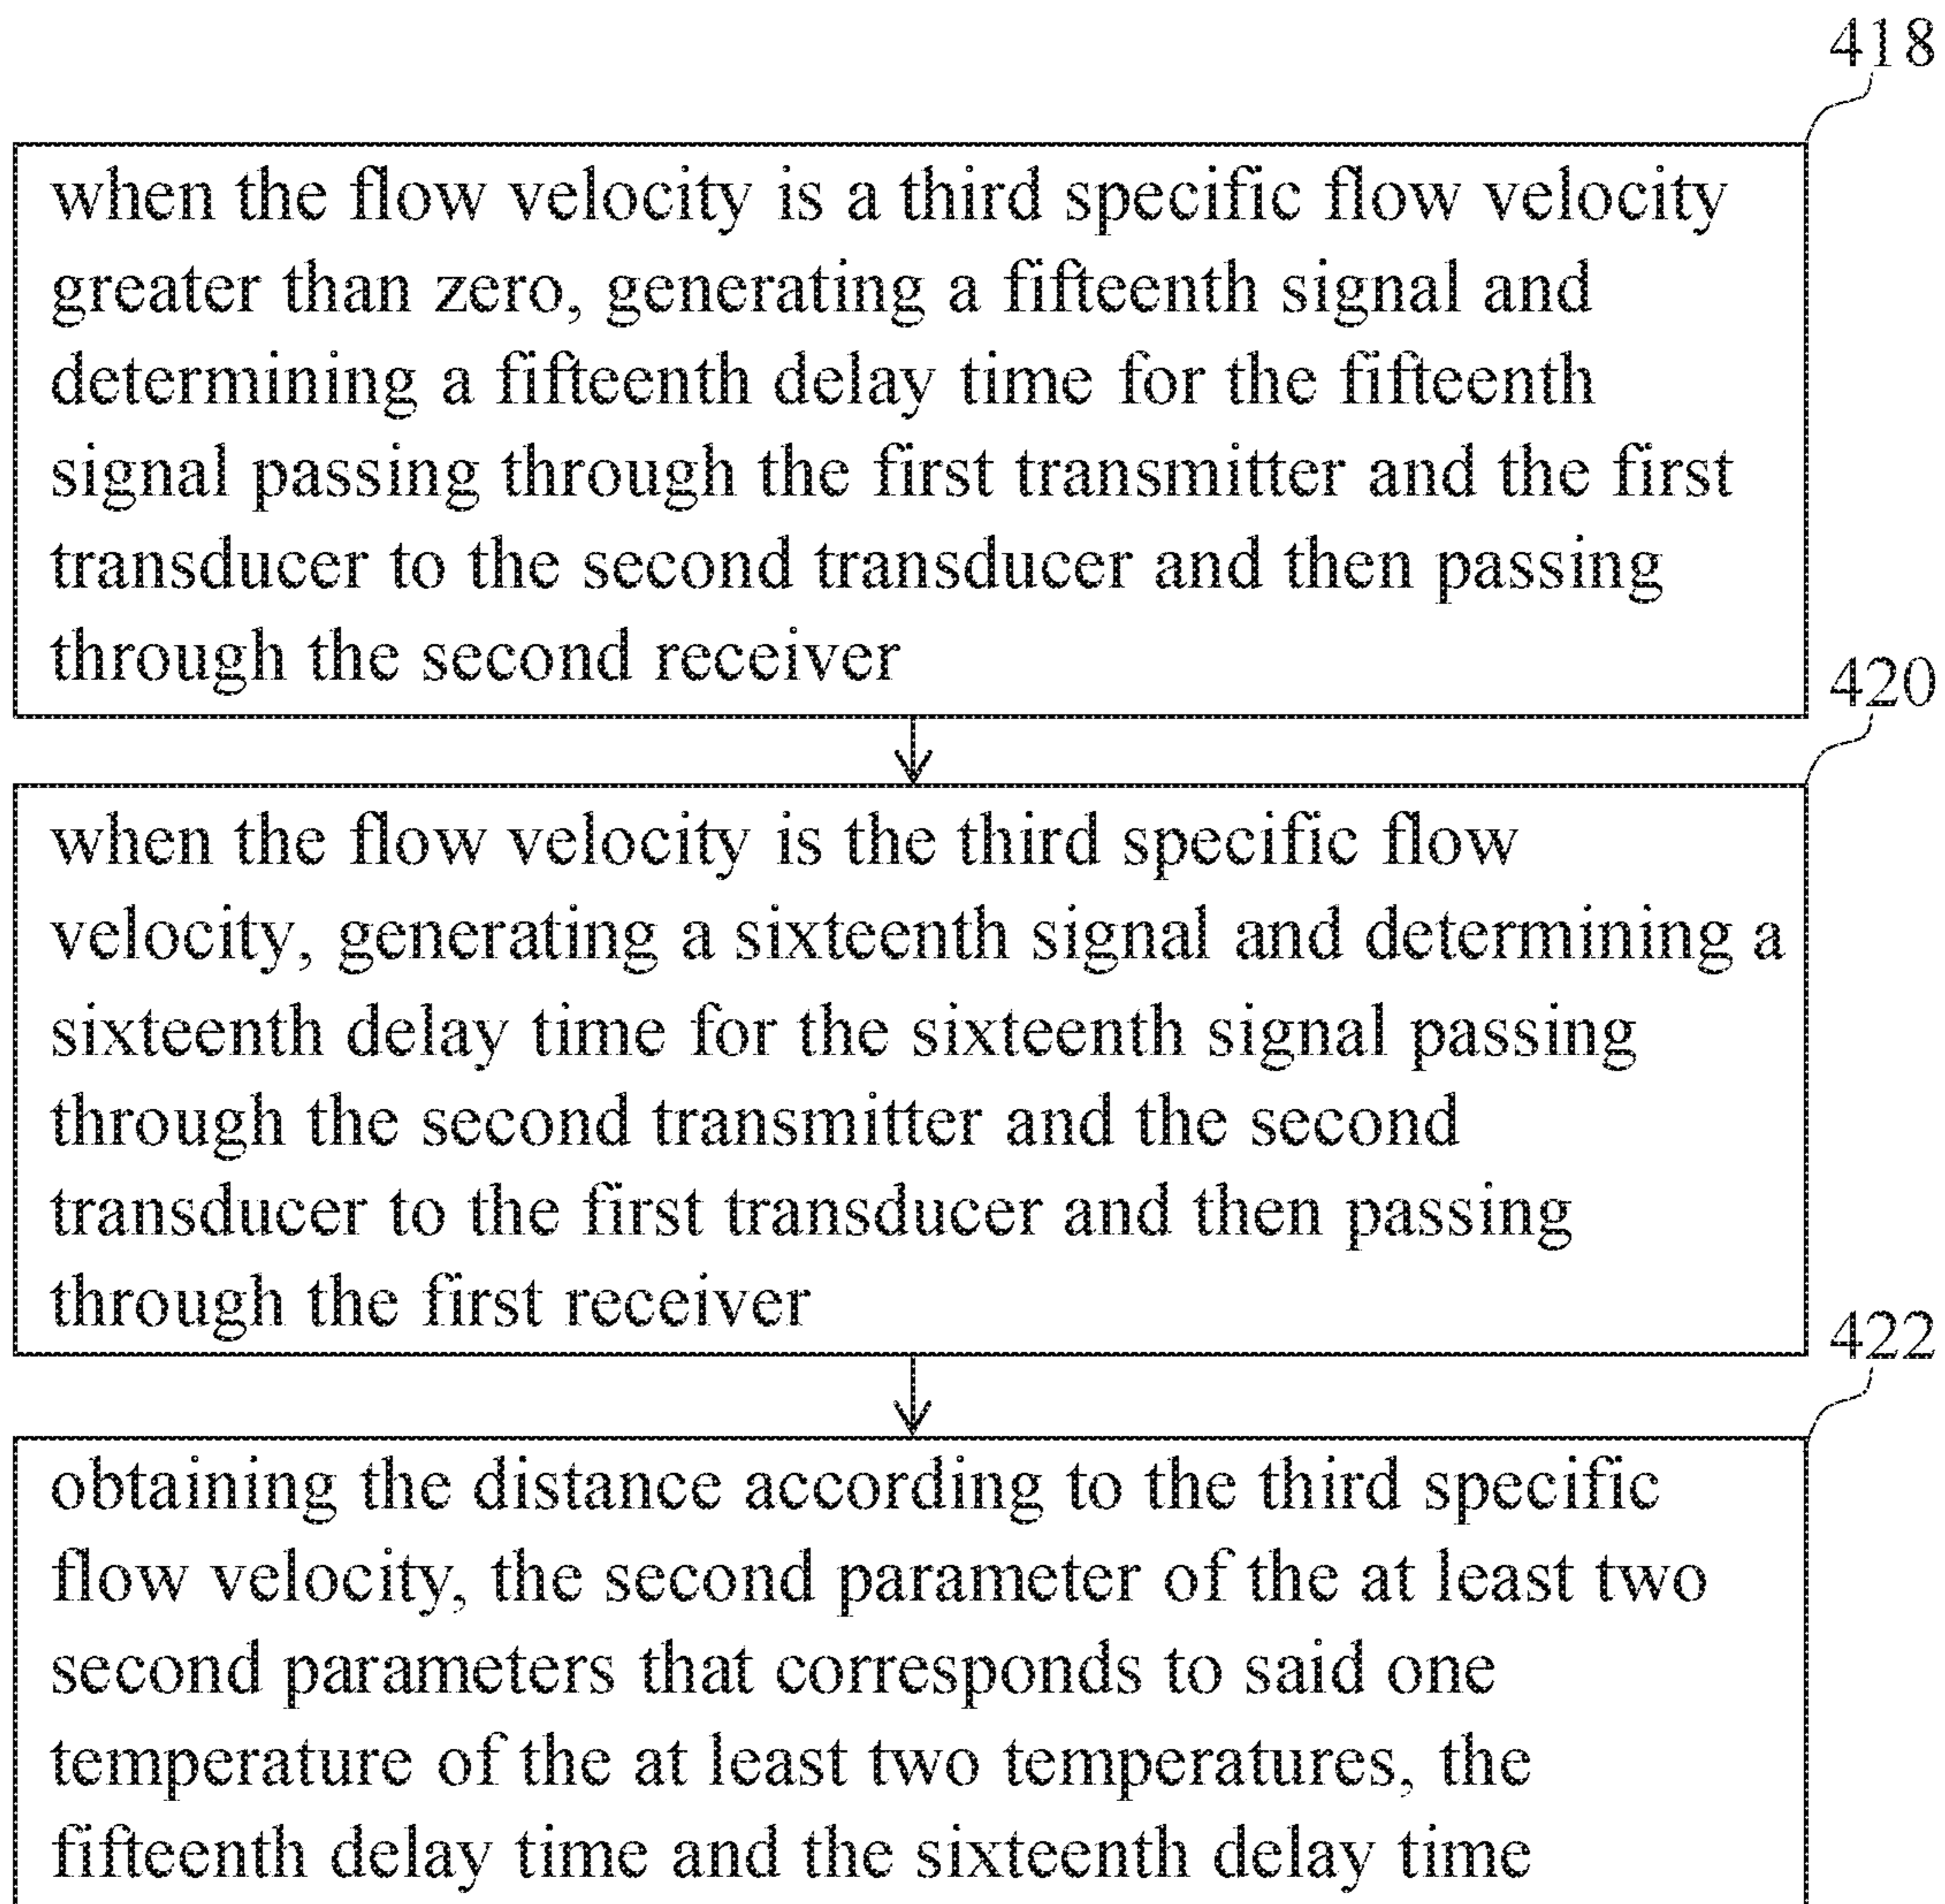 418
when the flow velocity is a third specific flow velocity
greater than zero, generating a fifteenth signal and
determining a fifteenth delay time for the fifteenth
signal passing through the first transmitter and the first
transducer to the second transducer and then passing
through the second receiver
420
when the flow velocity is the third specific flow
velocity, generating a sixteenth signal and determining a
sixteenth delay time for the sixteenth signal passing
through the second transmitter and the second
transducer to the first transducer and then passing
through the first receiver
422
obtaining the distance according to the third specific
flow velocity, the second parameter of the at least two
second parameters that corresponds to said one
temperature of the at least two temperatures, the
fifteenth delay time and the sixteenth delay time